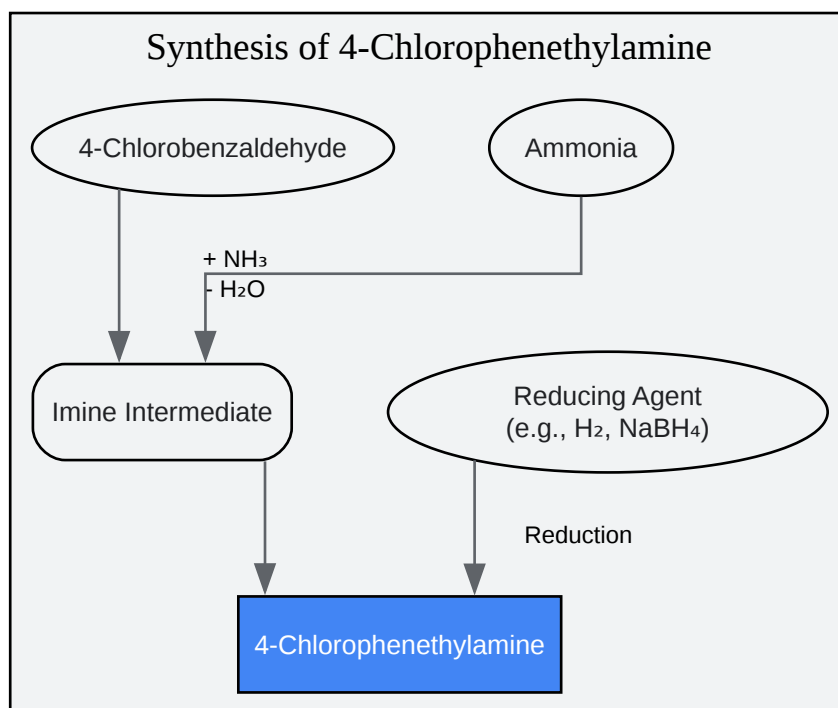 Synthesis of 4-Chlorophenethylamine
4-Chlorobenzaldehyde
Ammonia
+ NH₃
- H₂O
Imine Intermediate
Reducing Agent
(e.g., H₂, NaBH₄)
Reduction
4-Chlorophenethylamine